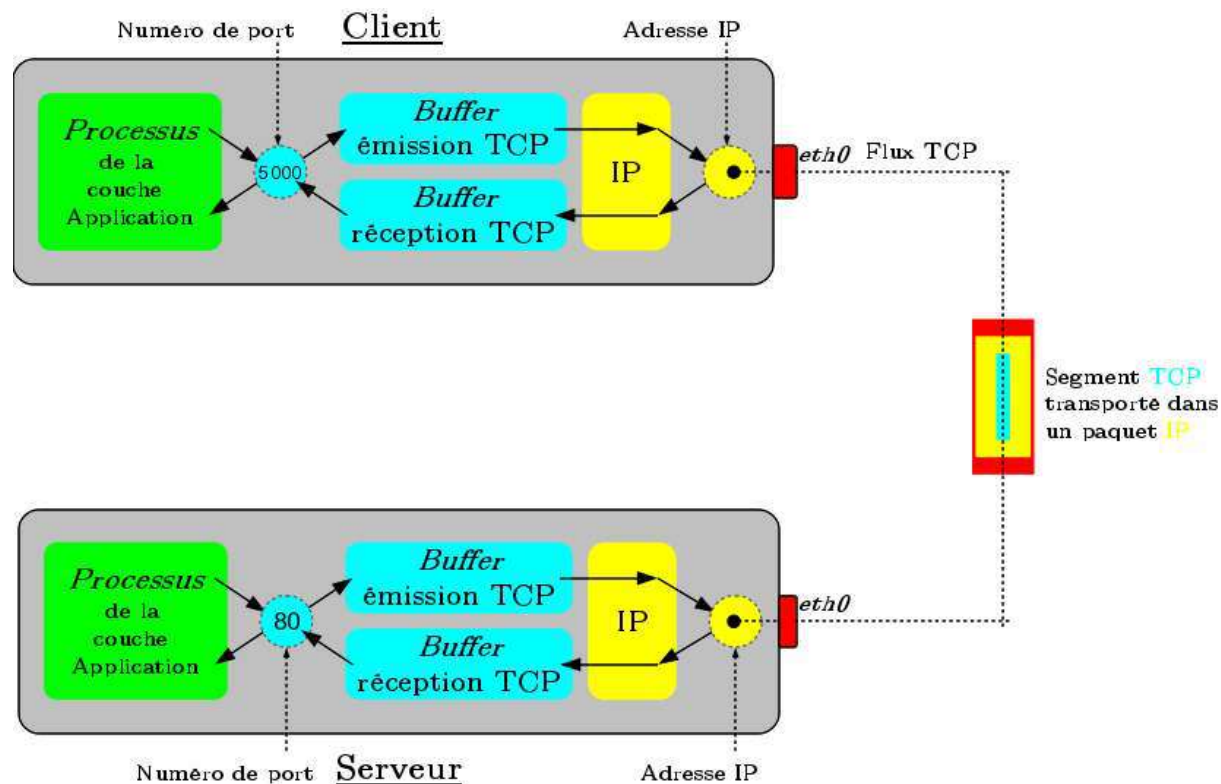 Numéro de port
Client
Adresse IP
Processus
de la
couche
Application
5000
Buffer
émission TCP
Buffer
réception TCP
IP
eth0
Flux TCP
Segment TCP
transporté dans
un paquet IP
Processus
de la
couche
Application
80
Buffer
émission TCP
Buffer
réception TCP
IP
eth0
Numéro de port
Serveur
Adresse IP